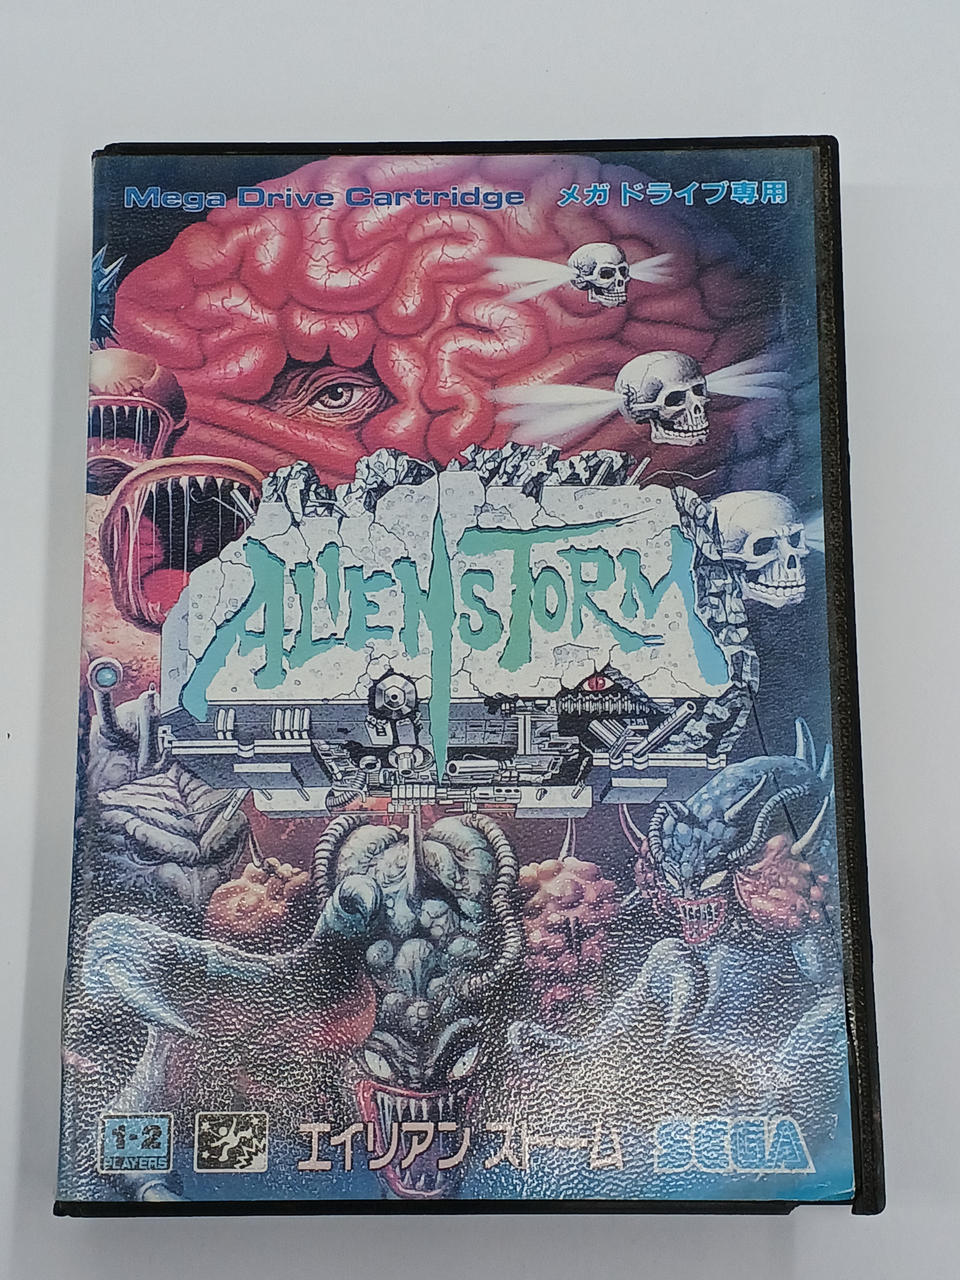 Mega Drive Cartridge メガドライブ専用
ALIEN STORM
1-2
PLAYERS
エイリアンストーム SEGA